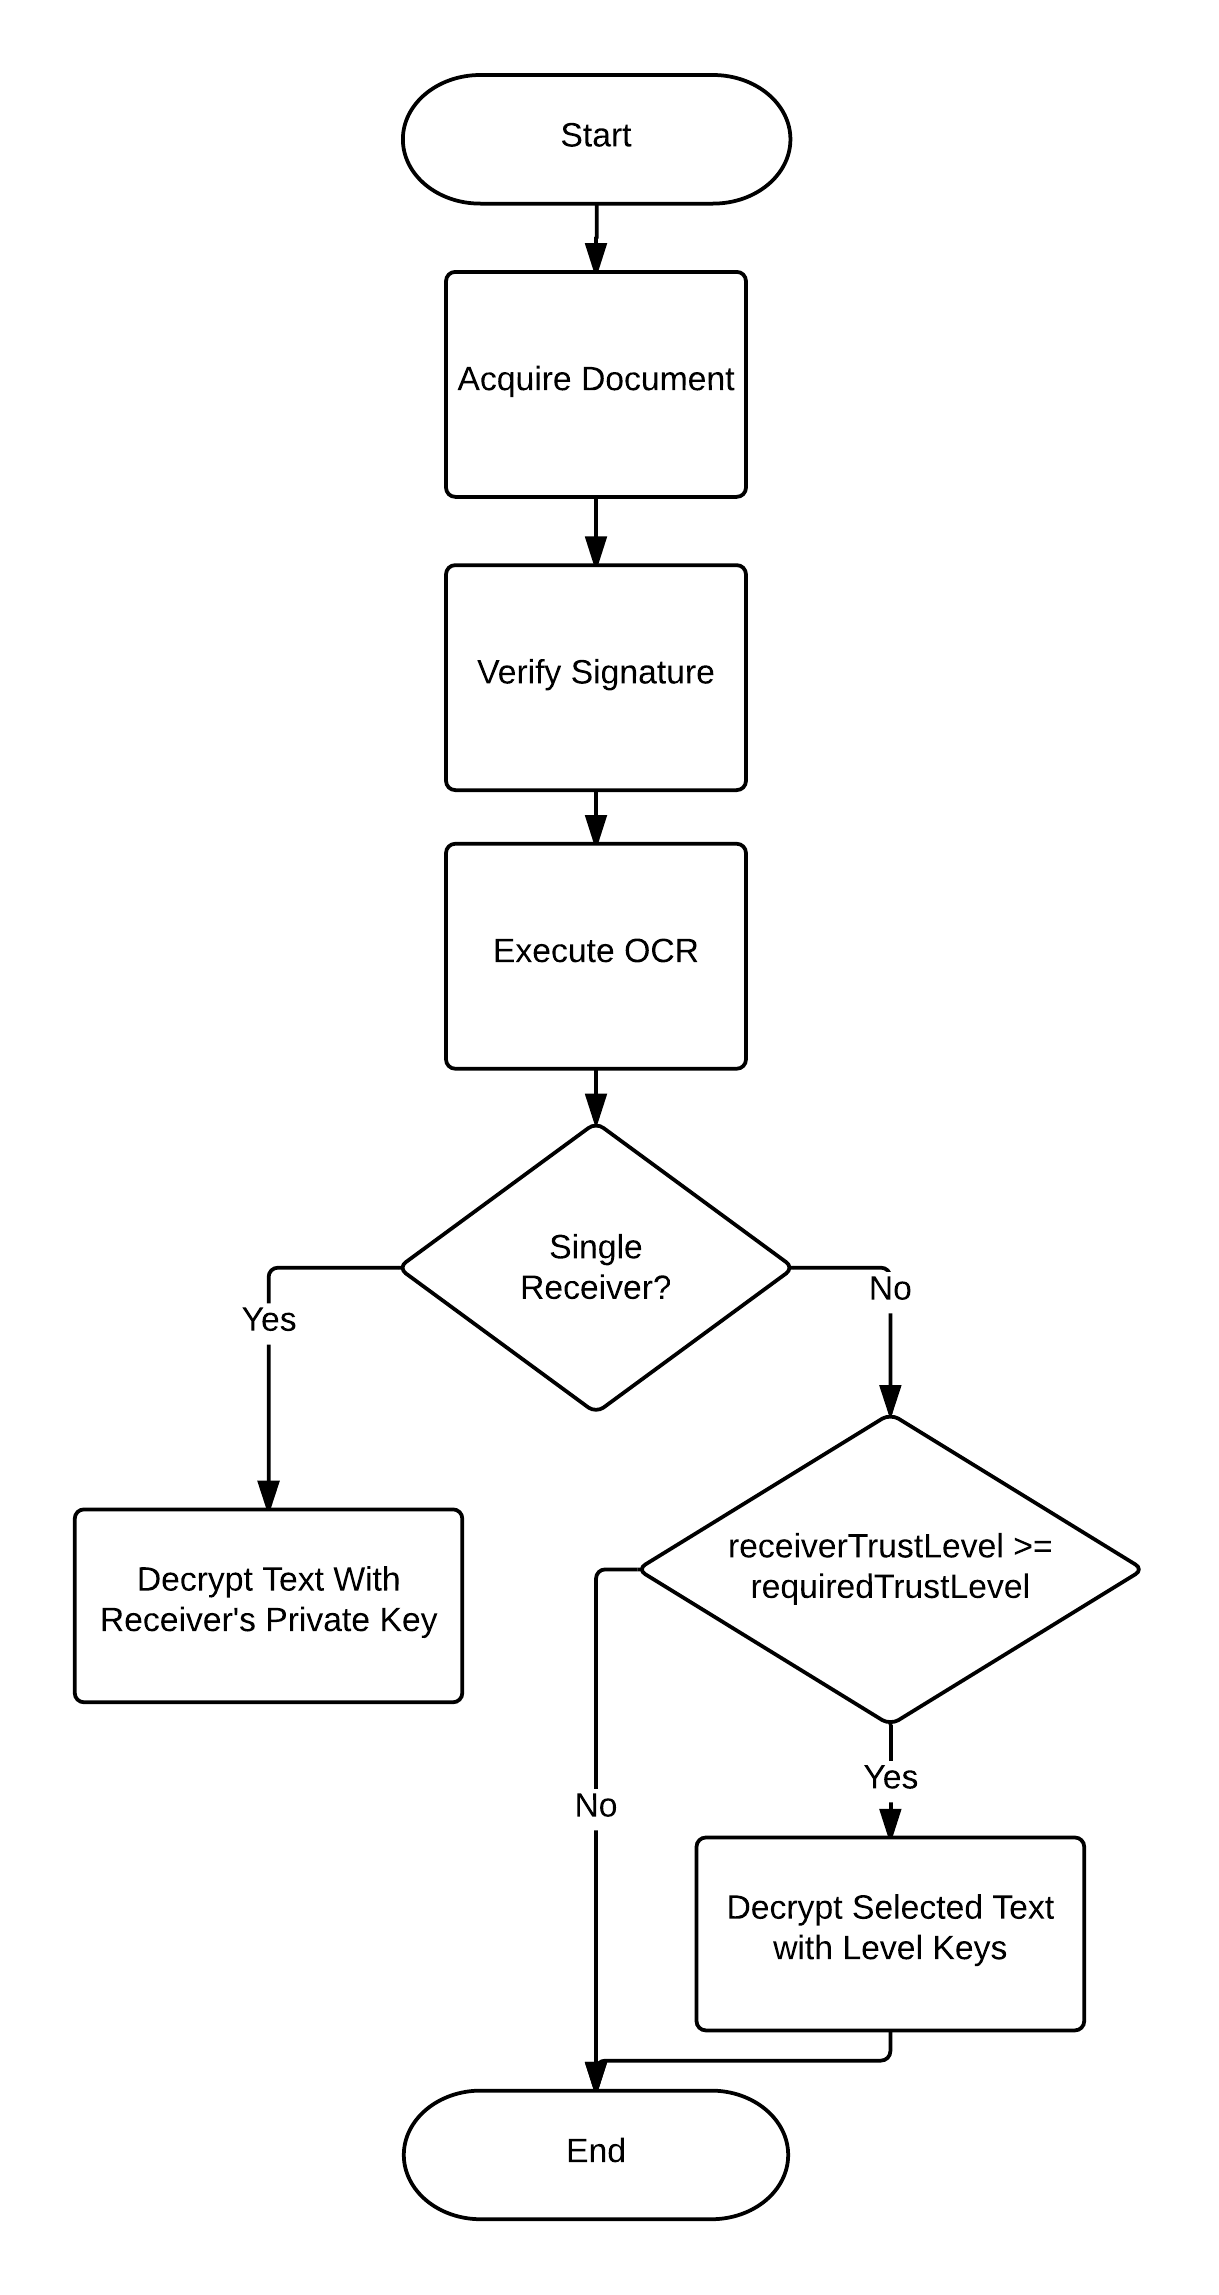 Start
Acquire Document
Verify Signature
Execute OCR
Single
Receiver?
Yes
No
receiverTrustLevel >=
requiredTrustLevel
Decrypt Text With
Receiver's Private Key
Yes
No
Decrypt Selected Text
with Level Keys
End